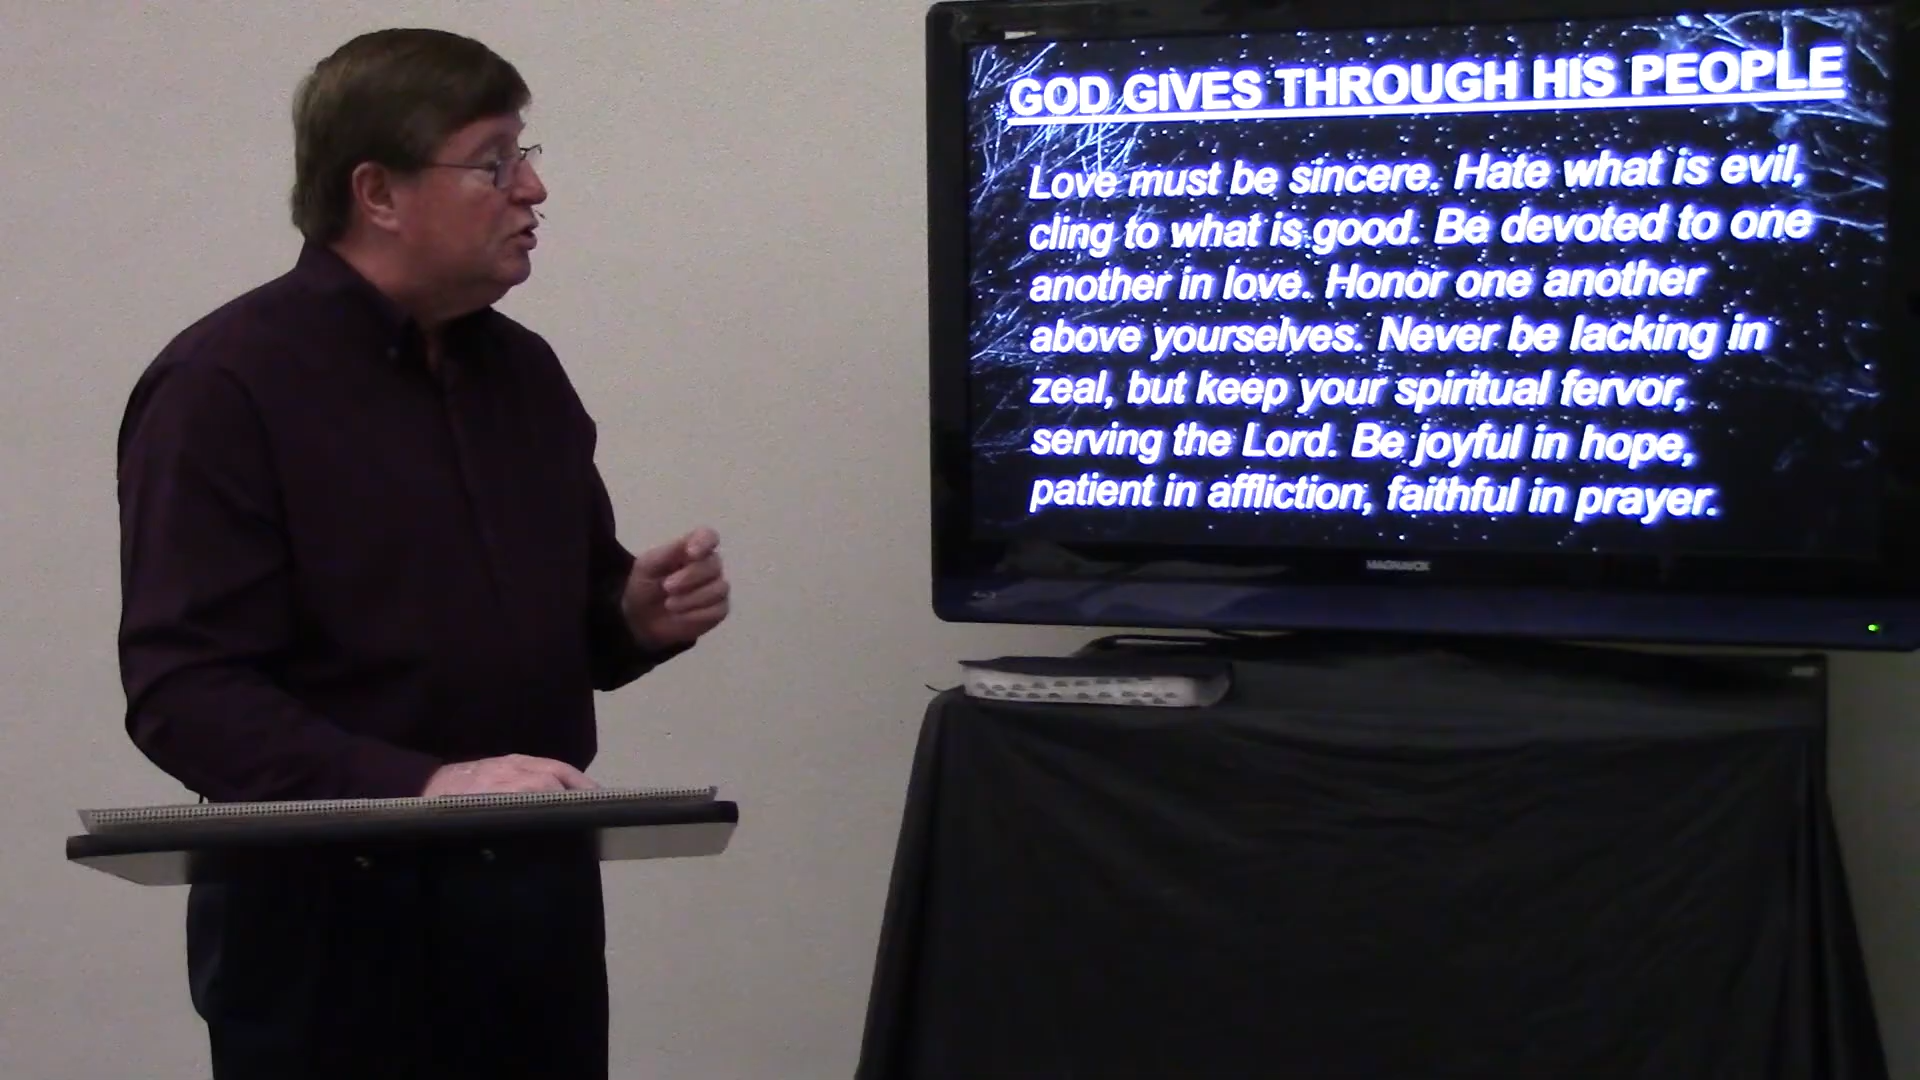 GOD GIVES THROUGH HIS PEOPLE
Love must be sincere. Hate what is evil,
cling to what is good. Be devoted to one
another in love. Honor one another
above yourselves. Never be lacking in
zeal, but keep your spiritual fervor,
serving the Lord. Be joyful in hope,
patient in affliction, faithful in prayer.
MAGNAVOX